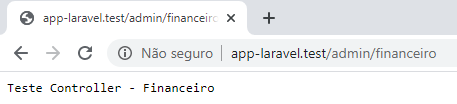 app-laravel.test/admin/financeiro
Não seguro | app-laravel.test/admin/financeiro
Teste Controller - Financeiro